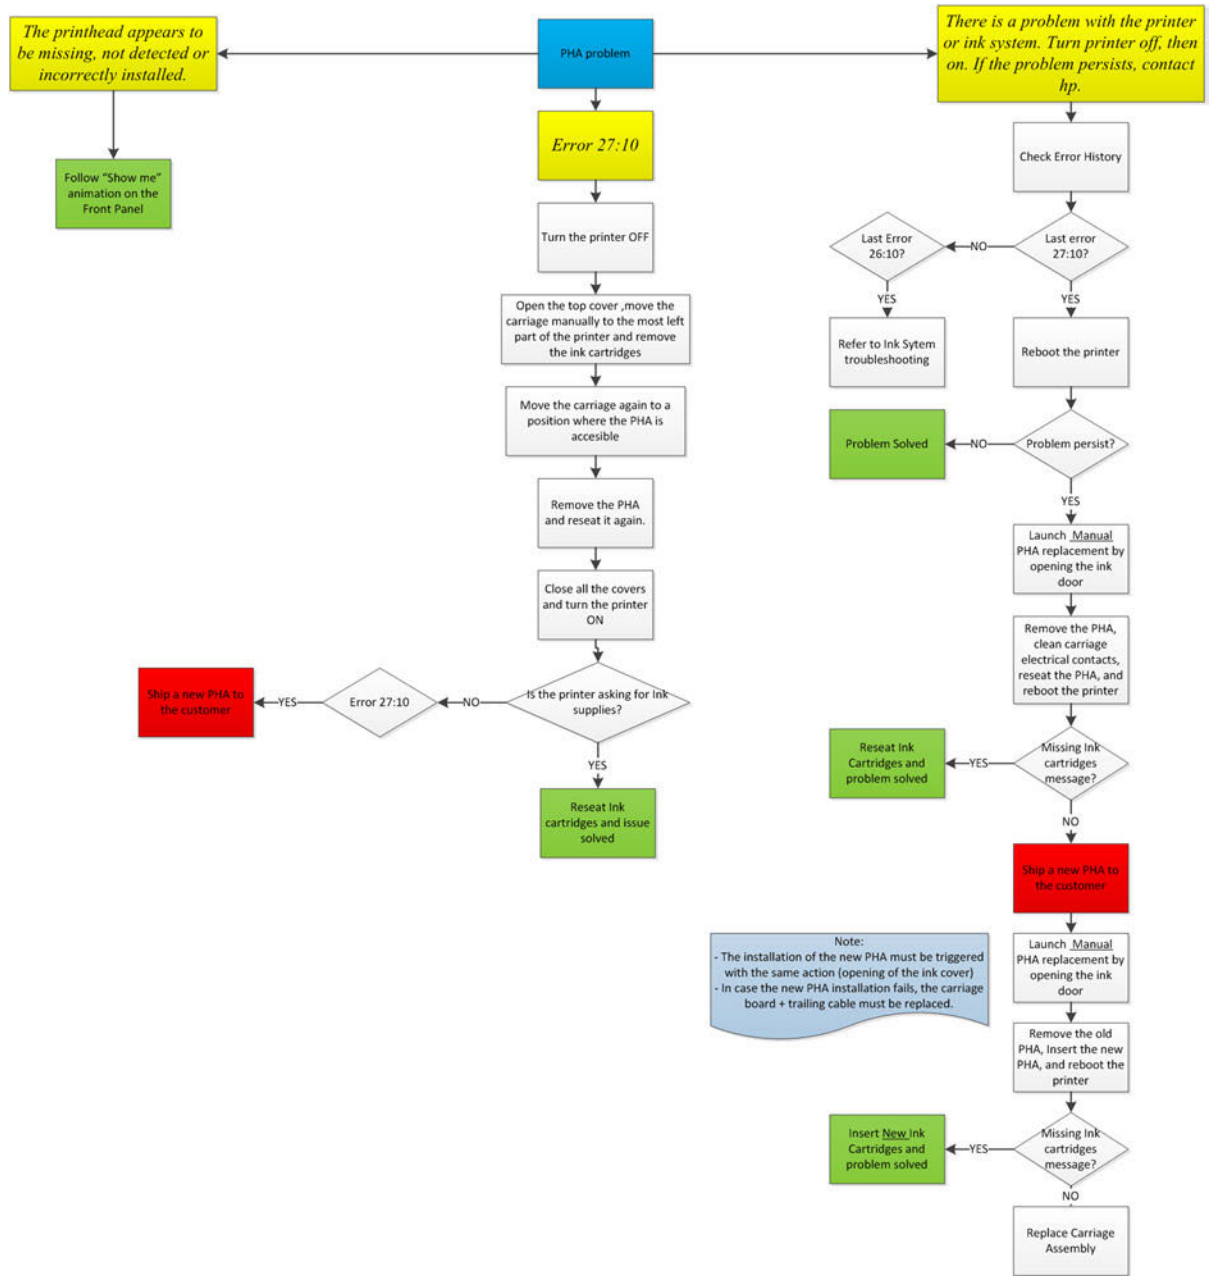 The printhead appears to
be missing, not detected or
incorrectly installed.
PHA problem
There is a problem with the printer
or ink system. Turn printer off, then
on. If the problem persists, contact
hp.
Follow "Show me"
animation on the
Front Panel
Error 27:10
Turn the printer OFF
Open the top cover ,move the
carriage manually to the most left
part of the printer and remove
the ink cartridges
Move the carriage again to a
position where the PHA is
accesible
Remove the PHA
and reseat it again.
Close all the covers
and turn the printer
ON
Is the printer asking for Ink
supplies?
NO
Error 27:10
YES
Ship a new PHA to
the customer
YES
Reseat Ink
cartridges and issue
solved
Check Error History
Last error
27:10?
NO
Last Error
26:10?
YES
Refer to Ink Sytem
troubleshooting
YES
Reboot the printer
Problem persist?
NO
Problem Solved
YES
Launch Manual
PHA replacement by
opening the ink
door
Remove the PHA,
clean carriage
electrical contacts,
reseat the PHA, and
reboot the printer
Missing Ink
cartridges
message?
YES
Reseat Ink
Cartridges and
problem solved
NO
Ship a new PHA to
the customer
Note:
- The installation of the new PHA must be triggered
with the same action (opening of the ink cover)
- In case the new PHA installation fails, the carriage
board + trailing cable must be replaced.
Launch Manual
PHA replacement by
opening the ink
door
Remove the old
PHA, Insert the new
PHA, and reboot the
printer
Missing Ink
cartridges
message?
YES
Insert New Ink
Cartridges and
problem solved
NO
Replace Carriage
Assembly